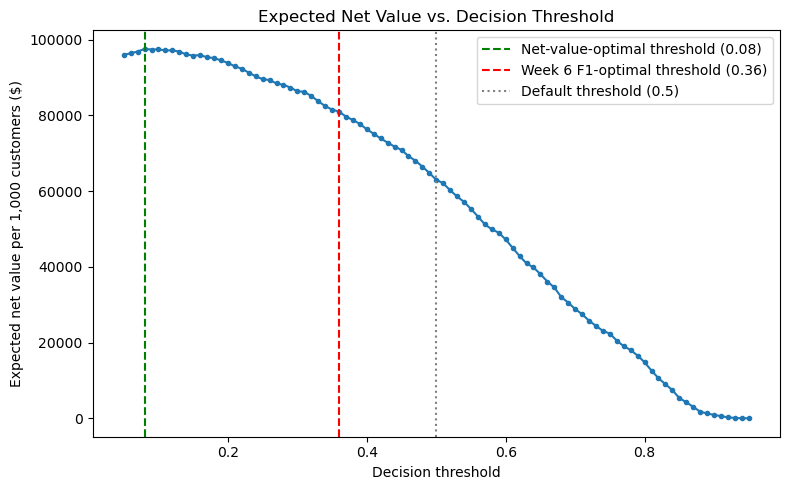 Expected Net Value vs. Decision Threshold
Expected net value per 1,000 customers ($)
100000
80000
60000
40000
20000
0
Net-value-optimal threshold (0.08)
Week 6 F1-optimal threshold (0.36)
Default threshold (0.5)
0.2
0.4
0.6
0.8
Decision threshold